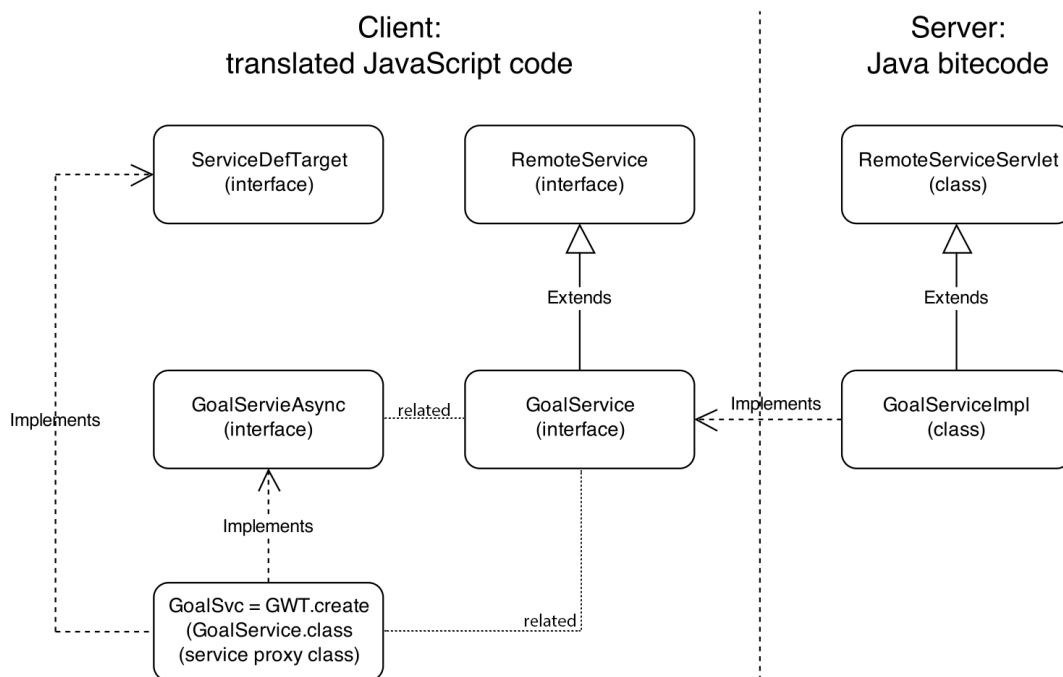 Client:
translated JavaScript code
Server:
Java bitecode
ServiceDefTarget
(interface)
RemoteService
(interface)
RemoteServiceServlet
(class)
Extends
Extends
GoalServieAsync
(interface)
related
GoalService
(interface)
Implements
GoalServiceImpl
(class)
Implements
Implements
GoalSvc = GWT.create
(GoalService.class
(service proxy class)
related